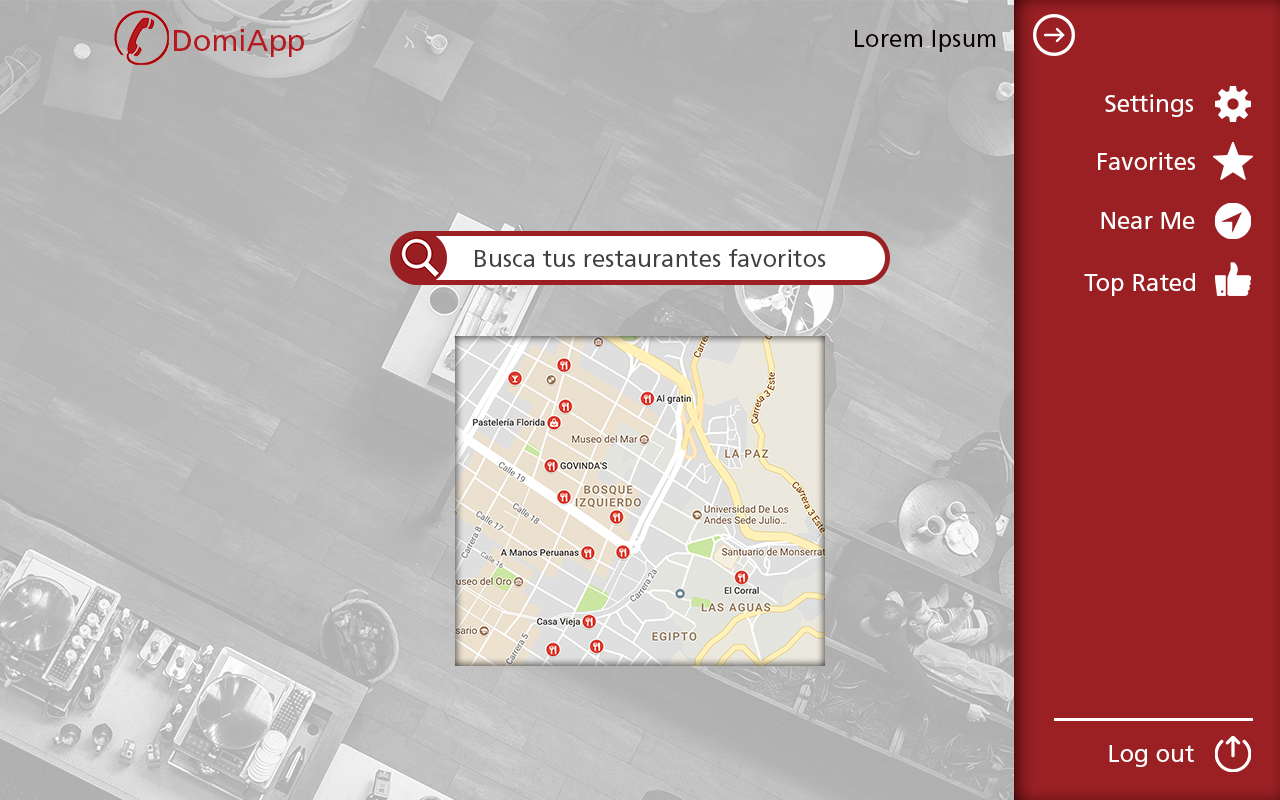 DomiApp
Lorem Ipsum
Settings
Favorites
Near Me
Top Rated
Busca tus restaurantes favoritos
Al gratin
Carrera 3 Este
Pastelería Florida
Museo del Mar
LA PAZ
GOVINDA'S
Calle 19
BOSQUE
IZQUIERDO
Carrera 3 Este
Calle 18
Calle 17
Universidad De Los
Andes Sede Julio...
Carrera 8
A Manos Peruanas
Santuario de Monserrat
Calle 16
useo del Oro
Carrera 2a
El Corral
LAS AGUAS
Casa Vieja
sario
EGIPTO
Carrera 5
Log out